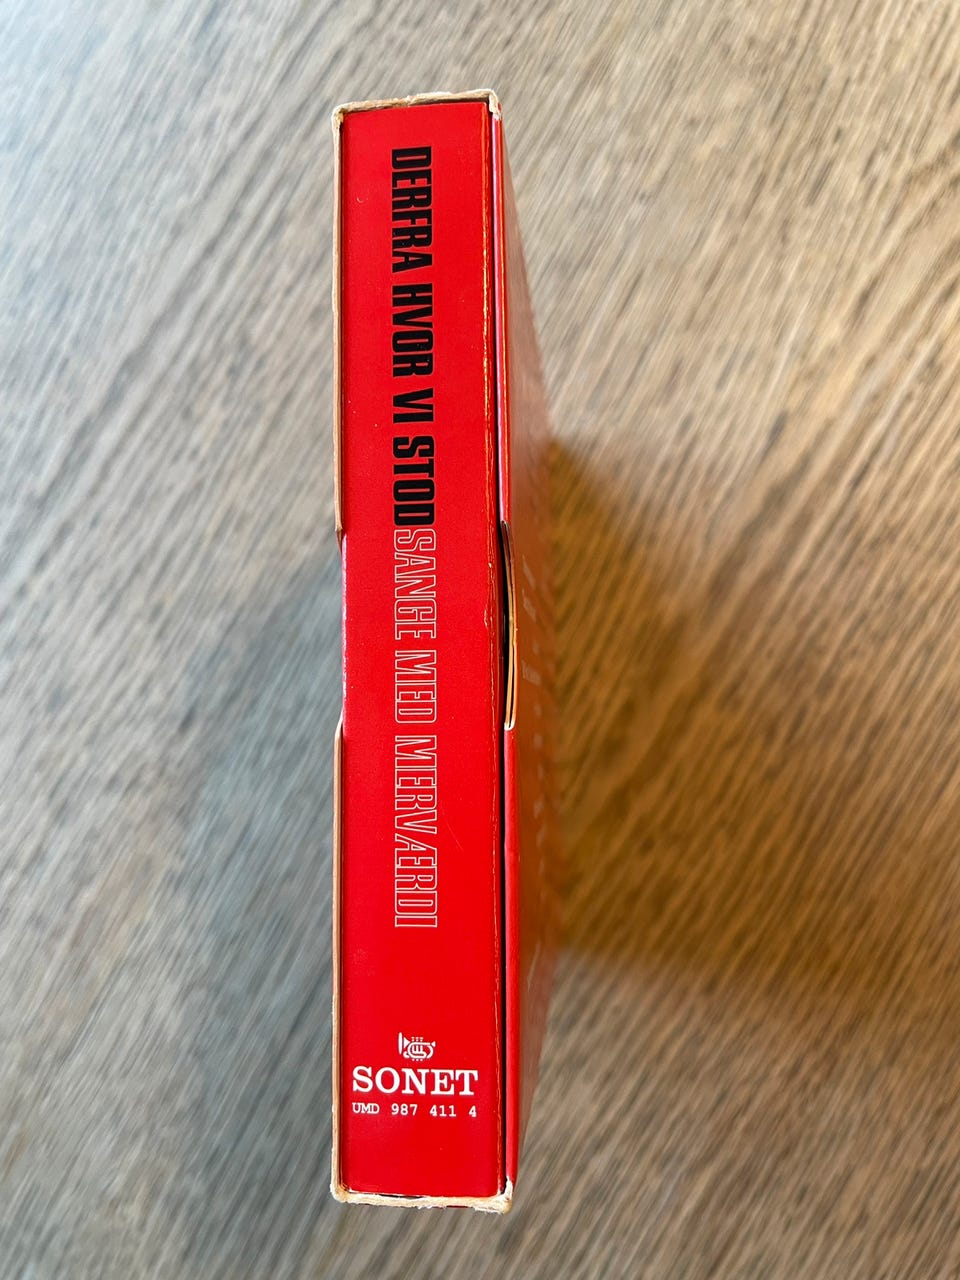 DERFRA HVOR VI STOD SANGE MED MERVÆRDI
SONET
UMD 987 411 4